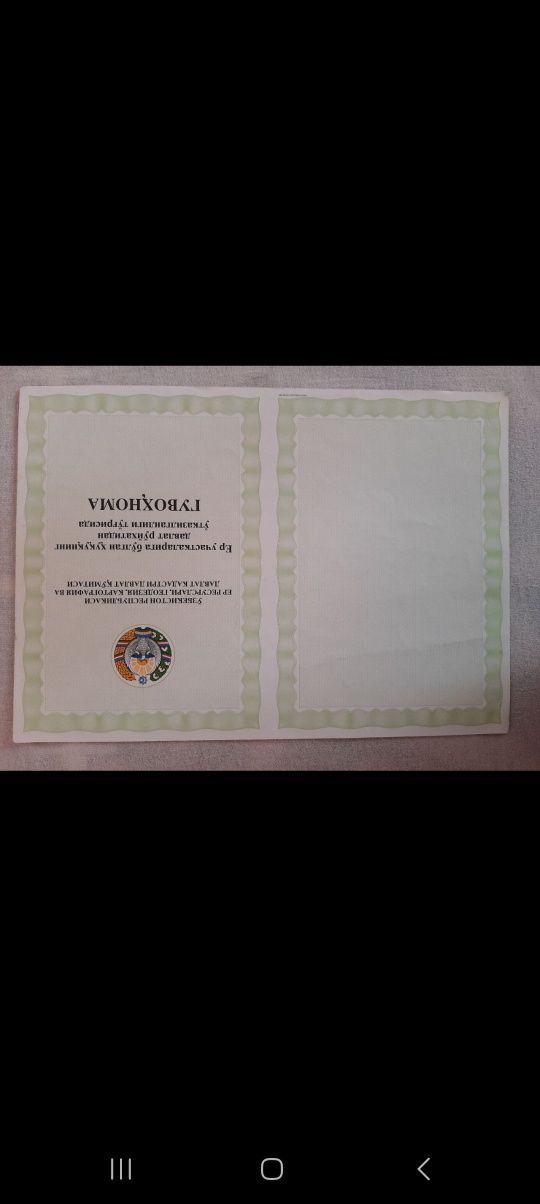 ЎЗБЕКИСТОН РЕСПУБЛИКАСИ
ЕР РЕСУРСЛАРИ, ГЕОДЕЗИЯ, КАРТОГРАФИЯ ВА
ДАВЛАТ КАДАСТРИ ДАВЛАТ ҚЎМИТАСИ
Ер участкаларига бўлган ҳуқуқнинг
давлат рўйхатидан
ўтказилганлиги тўғрисида
ГУВОҲНОМА